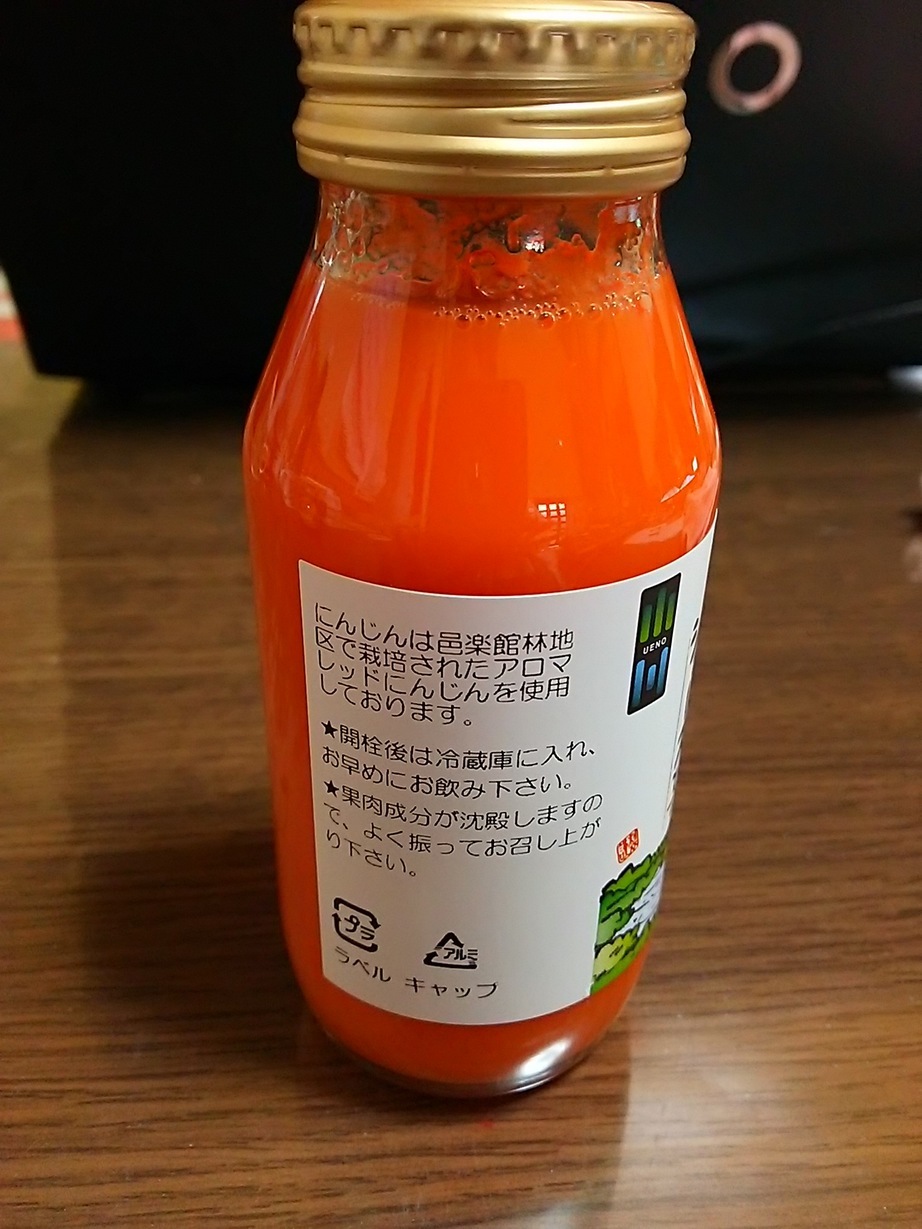 にんじんは邑楽館林地
区で栽培されたアロマ
レッドにんじんを使用
しております。
★開栓後は冷蔵庫に入れ、
お早めにお飲み下さい。
★果肉成分が沈殿しますの
で、よく振ってお召し上が
り下さい。
プラ
アルミ
ラベル キャップ
UENO